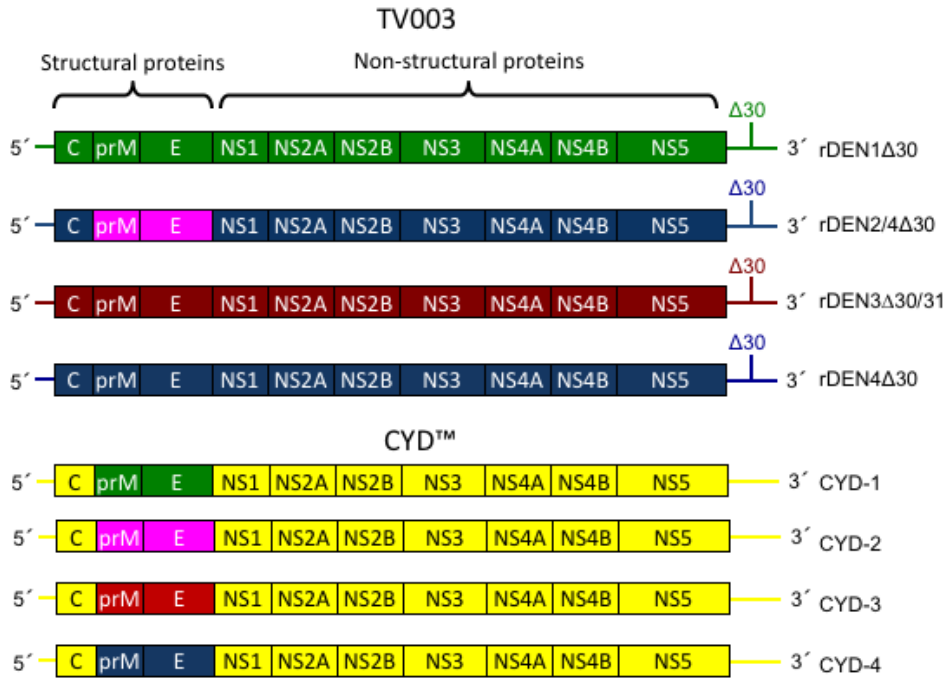 TV003
Structural proteins Non-structural proteins
Δ30
5´ C prM E NS1 NS2A NS2B NS3 NS4A NS4B NS5 3´ rDEN1Δ30
Δ30
5´ C prM E NS1 NS2A NS2B NS3 NS4A NS4B NS5 3´ rDEN2/4Δ30
Δ30
5´ C prM E NS1 NS2A NS2B NS3 NS4A NS4B NS5 3´ rDEN3Δ30/31
Δ30
5´ C prM E NS1 NS2A NS2B NS3 NS4A NS4B NS5 3´ rDEN4Δ30
CYD™
5´ C prM E NS1 NS2A NS2B NS3 NS4A NS4B NS5 3´ CYD-1
5´ C prM E NS1 NS2A NS2B NS3 NS4A NS4B NS5 3´ CYD-2
5´ C prM E NS1 NS2A NS2B NS3 NS4A NS4B NS5 3´ CYD-3
5´ C prM E NS1 NS2A NS2B NS3 NS4A NS4B NS5 3´ CYD-4